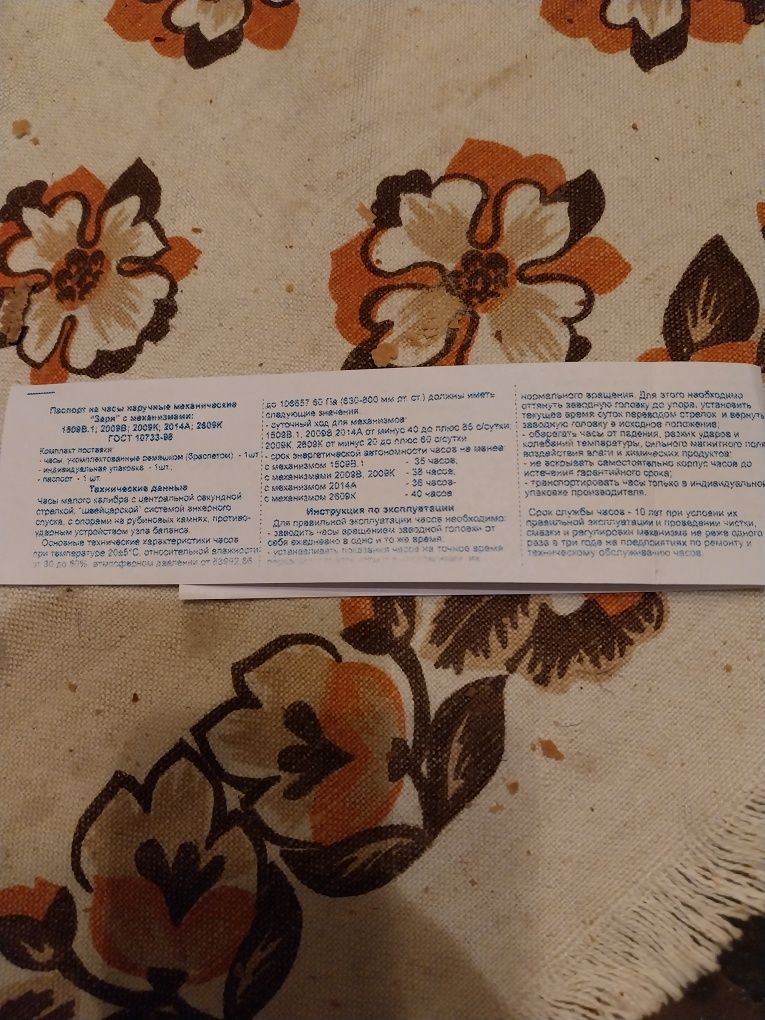 Паспорт на часы наручные механические
"Заря" с механизмами:
1509В.1; 2009В; 2009К, 2014А; 2609К
ГОСТ 10733-98
Комплект поставки
- часы, укомплектованные ремешком (браслетом) - 1шт.;
- индивидуальная упаковка - 1шт.;
- паспорт - 1 шт.
Технические данные
Часы малого калибра с центральной секундной
стрелкой, "швейцарской" системой анкерного
спуска, с опорами на рубиновых камнях, противо-
ударным устройством узла баланса.
Основные технические характеристики часов
при температуре 20±5°С, относительной влажности
от 30 до 80%, атмосферном давлении от
до 106657 60 Па (630-800 мм рт. ст.) должны иметь
следующие значения:
- суточный ход для механизмов
1509В.1, 2009В 2014А от минус 40 до плюс 85 с/сутки;
2009К, 2609К от минус 20 до плюс 60 с/сутки
- срок энергетической автономности часов не менее:
с механизмом 1509В.1 - 35 часов,
с механизмами 2009В, 2009К - 38 часов,
с механизмом 2014А - 36 часов-
с механизмом 2609К - 40 часов
Инструкция по эксплуатации
Для правильной эксплуатации часов необходимо:
- заводить часы вращением заводной головки от
себя ежедневно в одно и то же время;
- устанавливать показания часов на точное время
нормального вращения. Для этого необходимо
оттянуть заводную головку до упора, установить
текущее время суток переводом стрелок и вернуть
заводную головку в исходное положение;
- оберегать часы от падения, резких ударов и
колебаний температуры, сильного магнитного поля
воздействия влаги и химических продуктов;
- не вскрывать самостоятельно корпус часов до
истечения гарантийного срока;
- транспортировать часы только в индивидуальной
упаковке производителя.
Срок службы часов - 10 лет при условии их
правильной эксплуатации и проведении чистки,
смазки и регулировки механизма не реже одного
раза в три года на предприятиях по ремонту и
техническому обслуживанию часов.